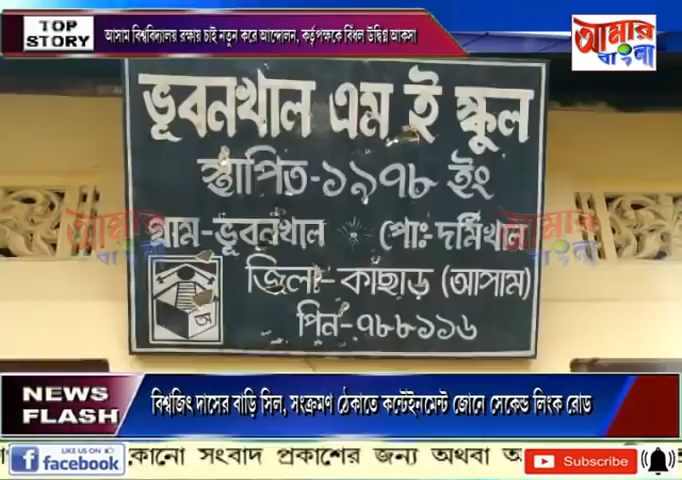 TOP
STORY
আসাম বিশ্ববিদ্যালয় রক্ষায় চাই নতুন করে আন্দোলন, কর্তৃপক্ষকে বিঁধল উদ্বিগ্ন আকসা
আমার
বাংলা
ভূবনখাল এম ই স্কুল
স্থাপিত-১৯৭৮ ইং
গ্রাম-ভূবনখাল পোঃ দর্মিখাল
জিলা-কাছাড় (আসাম)
পিন-৭৮৮১১৬
অ
আমার
বাংলা
আমার
বাংলা
NEWS
FLASH
বিশ্বজিৎ দাসের বাড়ি সিল, সংক্রমণ ঠেকাতে কন্টেইনমেন্ট জোনে সেকেন্ড লিংক রোড
LIKE US ON
facebook
কোনো সংবাদ প্রকাশের জন্য অথবা
Subscribe